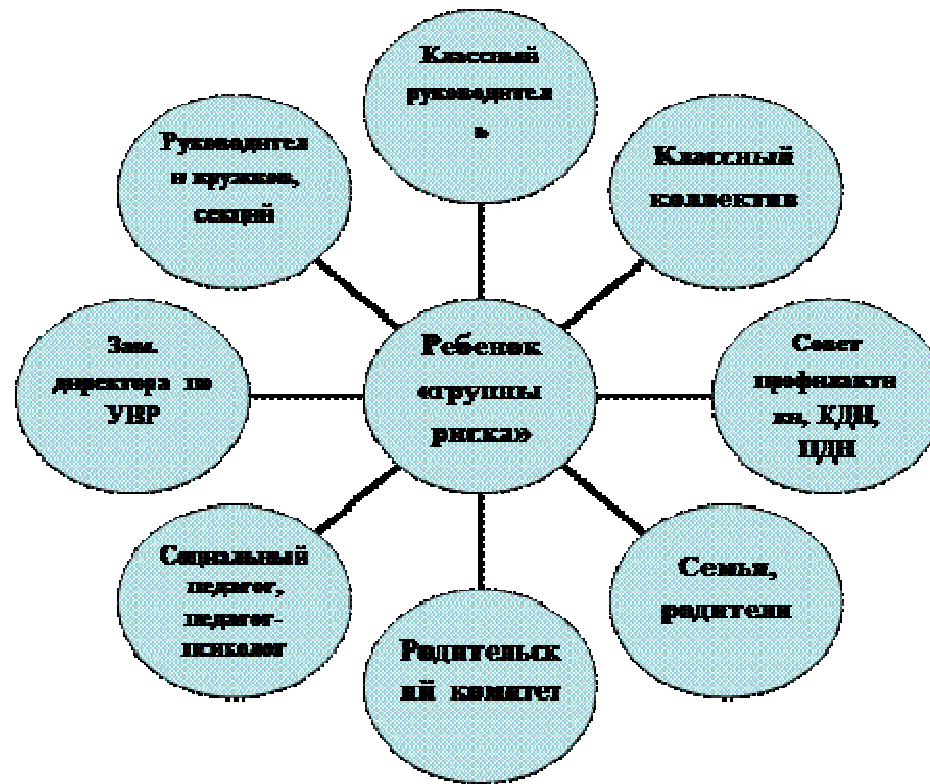 Классный
руководител
ь
Классный
коллектив
Совет
профилакти
ки, КДН,
ПДН
Семья,
родители
Родительск
ий комитет
Социальный
педагог,
педагог-
психолог
Зам.
директора по
УВР
Руководител
и кружков,
секций
Ребенок
«группы
риска»